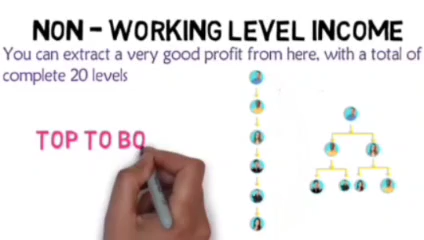 NON - WORKING LEVEL INCOME
You can extract a very good profit from here, with a total of
complete 20 levels
TOP TO BO